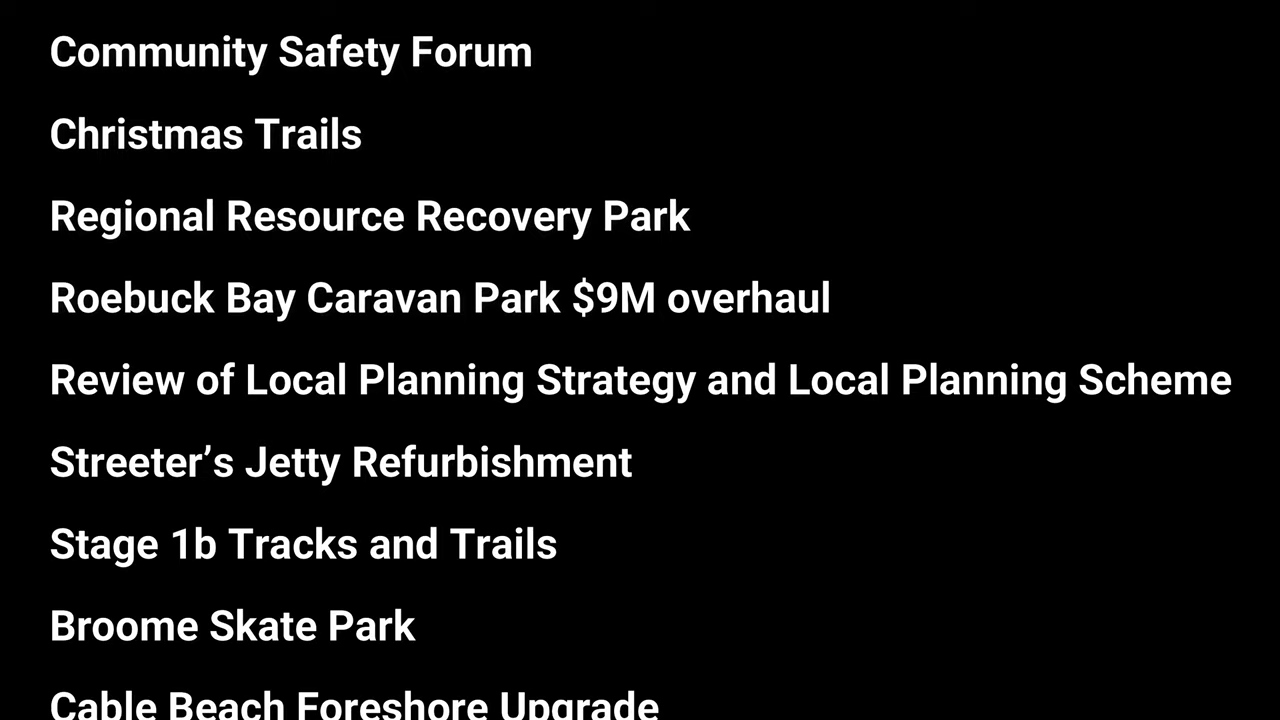 Community Safety Forum
Christmas Trails
Regional Resource Recovery Park
Roebuck Bay Caravan Park $9M overhaul
Review of Local Planning Strategy and Local Planning Scheme
Streeter’s Jetty Refurbishment
Stage 1b Tracks and Trails
Broome Skate Park
Cable Beach Foreshore Upgrade